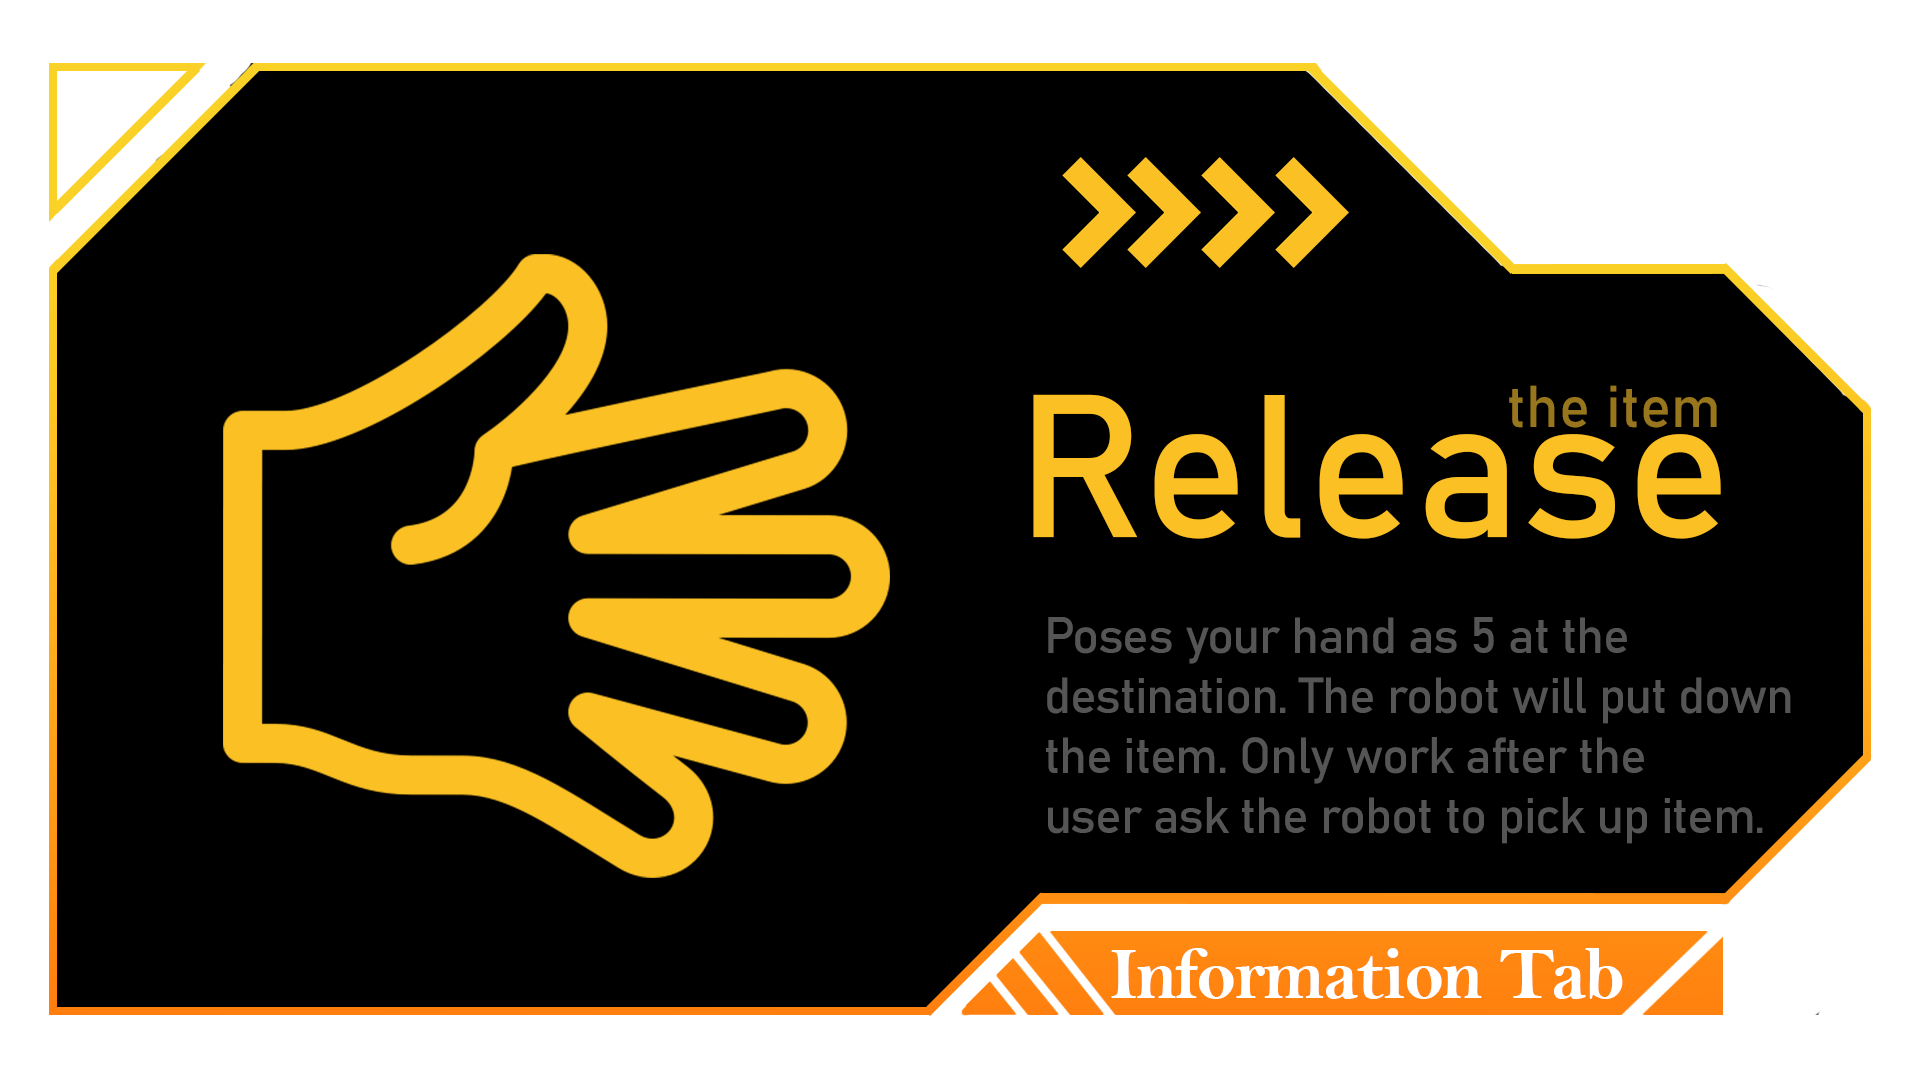 the item
Release
Poses your hand as 5 at the
destination. The robot will put down
the item. Only work after the
user ask the robot to pick up item.
Information Tab